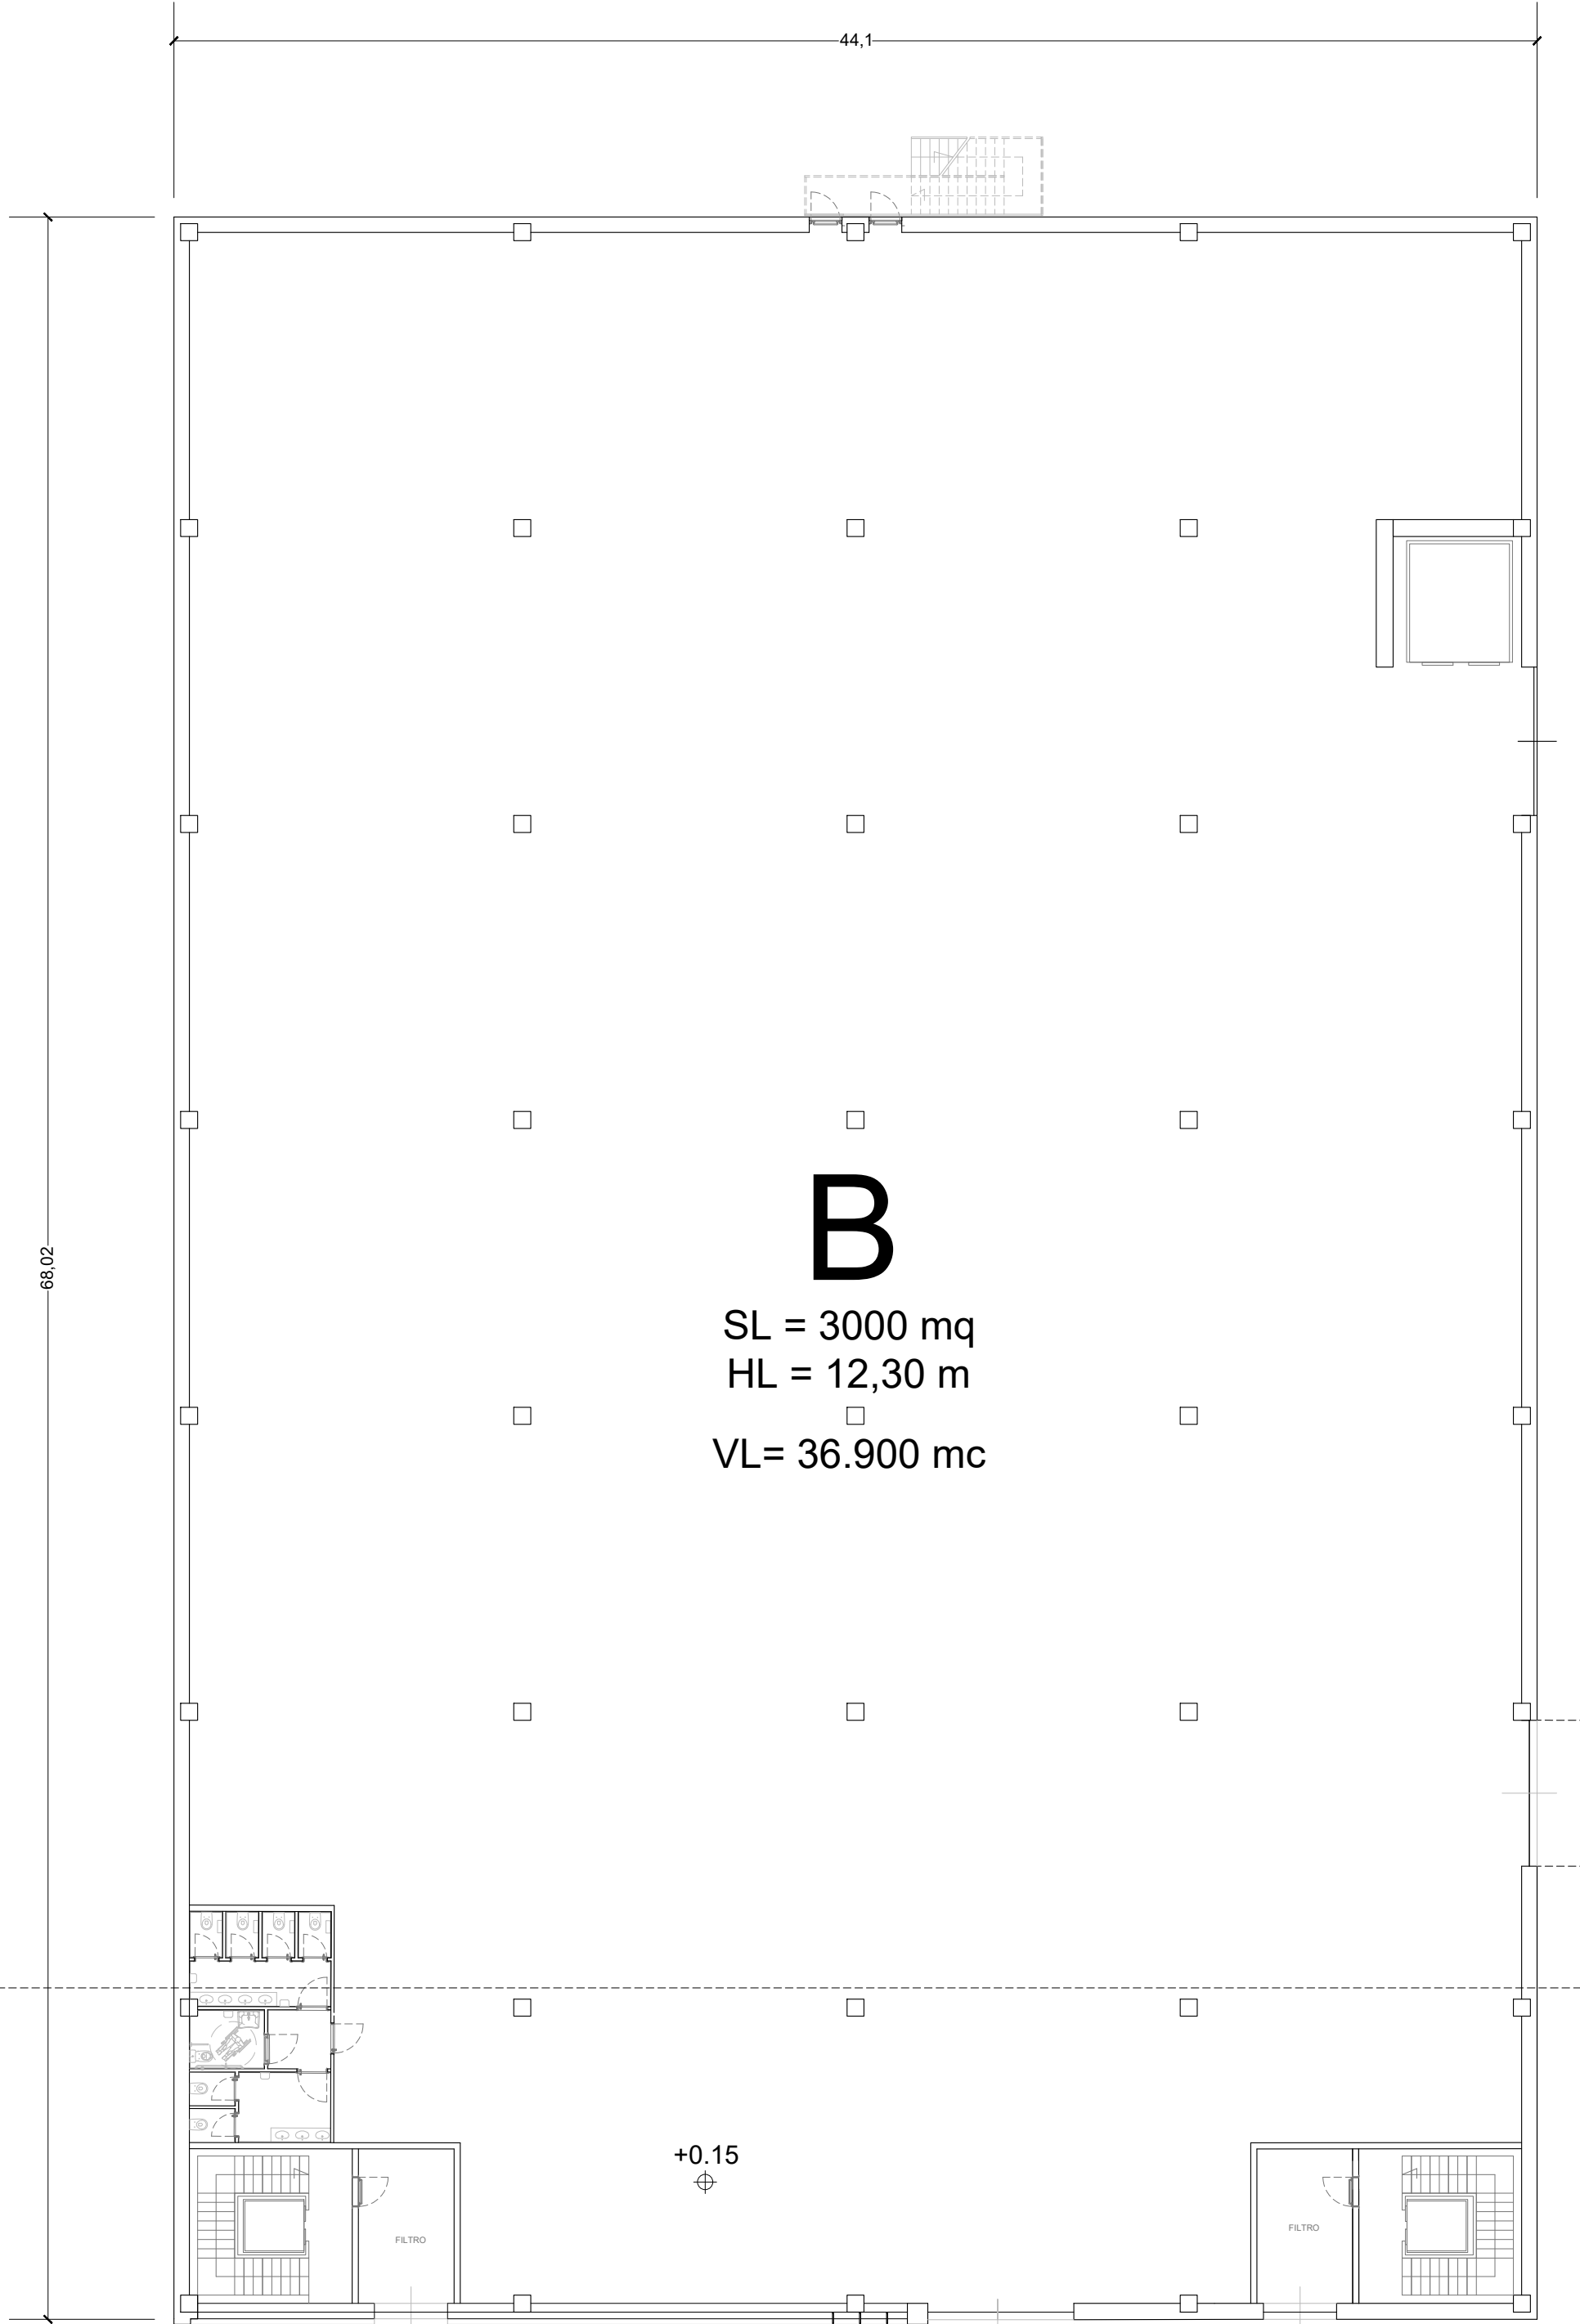 44,1
68,02
B
SL = 3000 mq
HL = 12,30 m
VL= 36.900 mc
+0.15
FILTRO
FILTRO